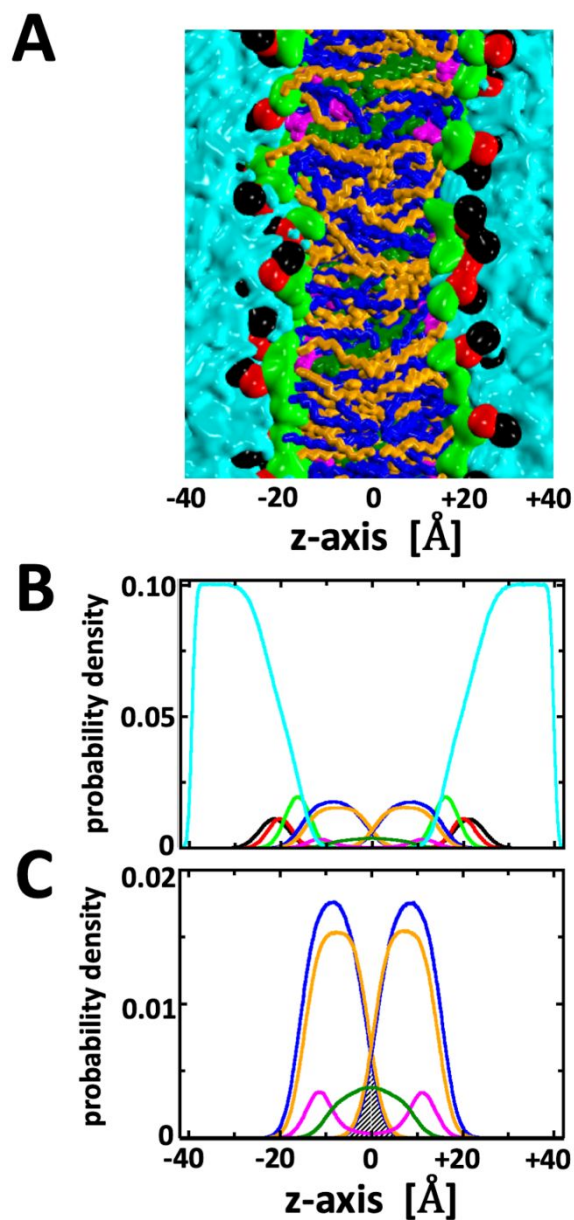 A
-40 -20 0 +20 +40
z-axis [Å]
B
0.10
0.05
0
probability density
C
0.02
0.01
0
probability density
-40 -20 0 +20 +40
z-axis [Å]